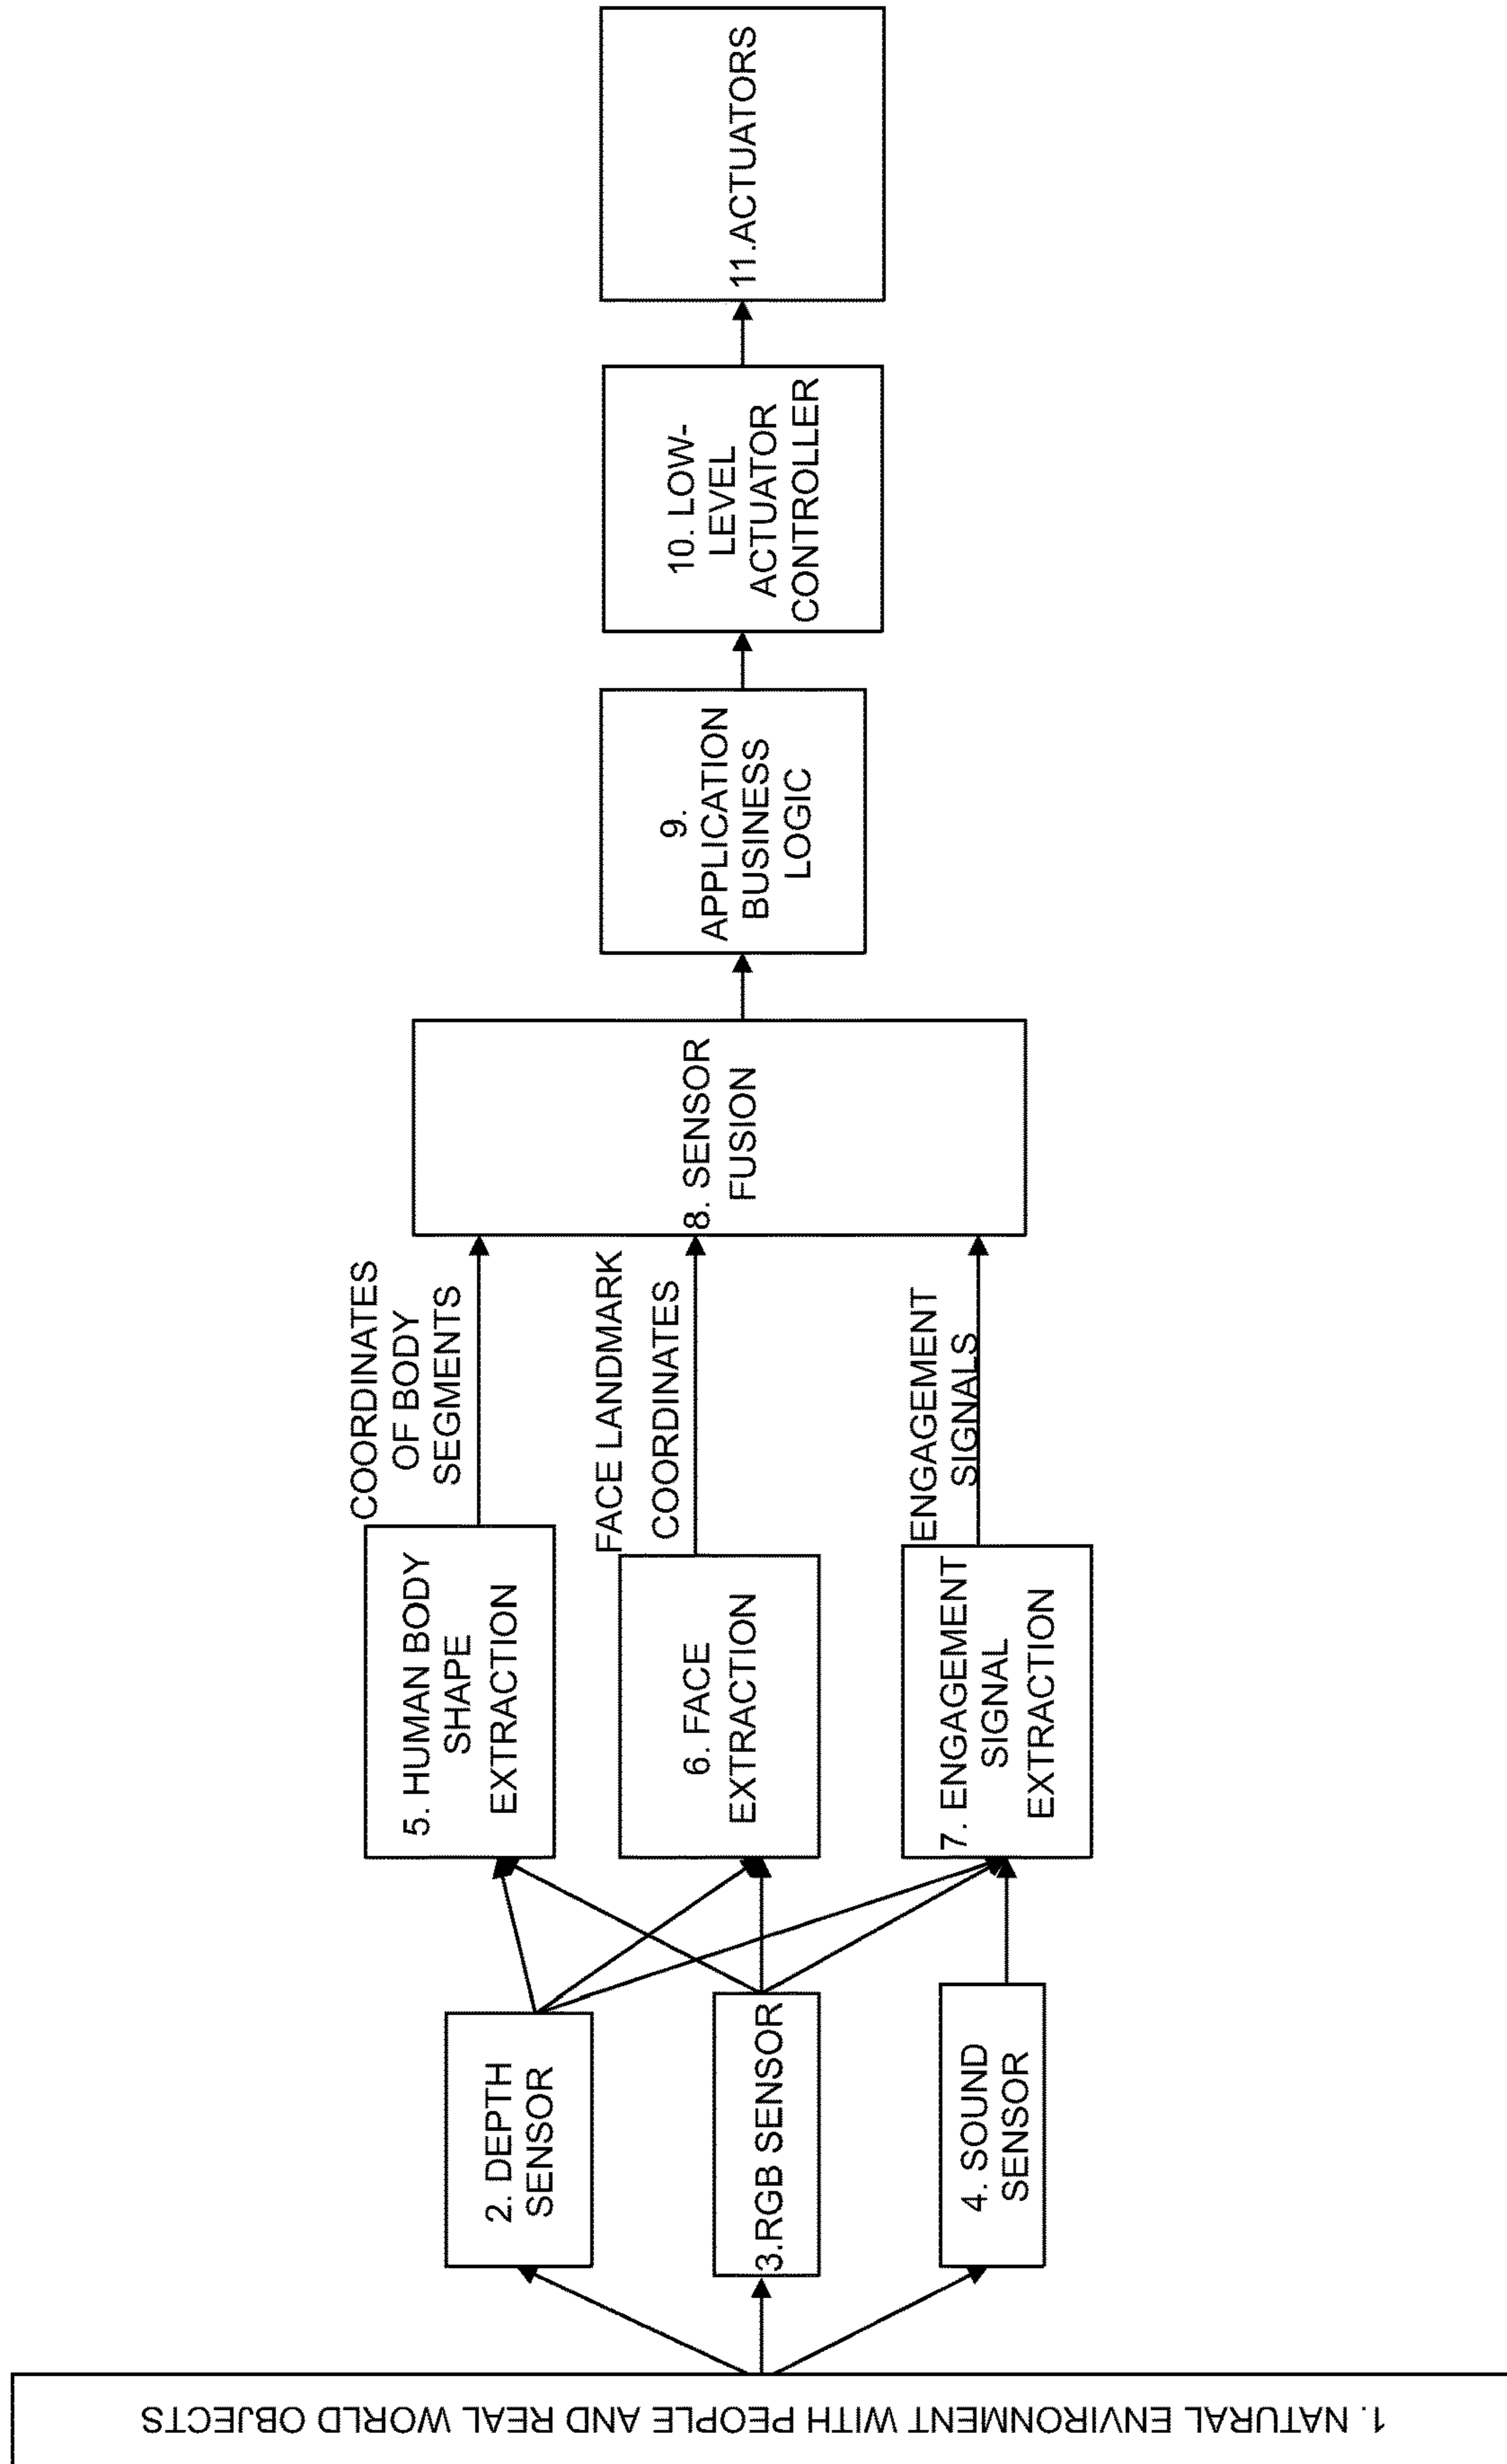 1. NATURAL ENVIRONMENT WITH PEOPLE AND REAL WORLD OBJECTS
2. DEPTH
SENSOR
3.RGB SENSOR
4. SOUND
SENSOR
5. HUMAN BODY
SHAPE
EXTRACTION
6. FACE
EXTRACTION
7. ENGAGEMENT
SIGNAL
EXTRACTION
COORDINATES
OF BODY
SEGMENTS
FACE LANDMARK
COORDINATES
ENGAGEMENT
SIGNALS
8. SENSOR
FUSION
9.
APPLICATION
BUSINESS
LOGIC
10. LOW-
LEVEL
ACTUATOR
CONTROLLER
11.ACTUATORS